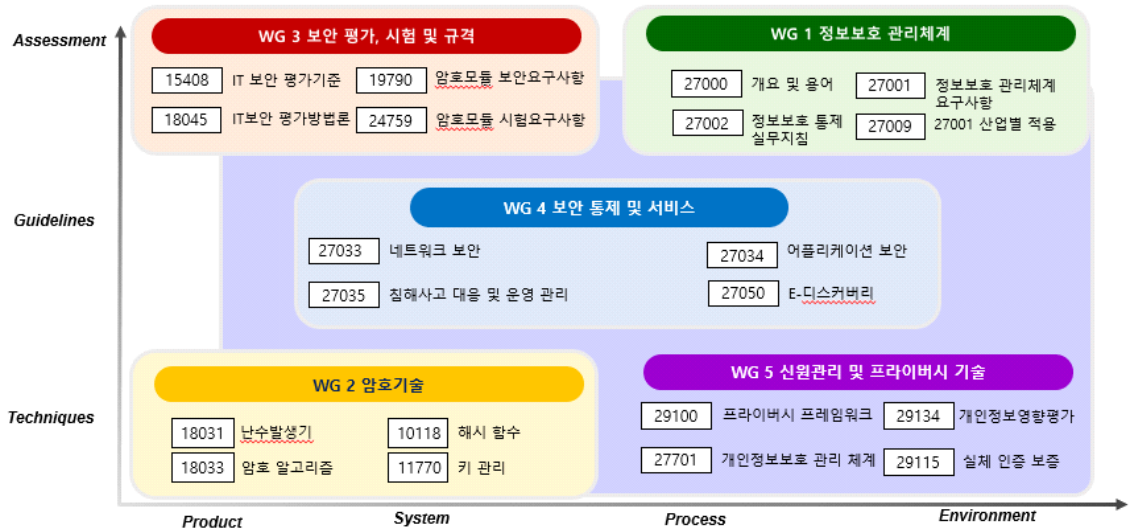 Assessment
WG 3 보안 평가, 시험 및 규격
15408 IT 보안 평가기준
19790 암호모듈 보안요구사항
18045 IT보안 평가방법론
24759 암호모듈 시험요구사항
WG 1 정보보호 관리체계
27000 개요 및 용어
27001 정보보호 관리체계
요구사항
27002 정보보호 통제
실무지침
27009 27001 산업별 적용
Guidelines
WG 4 보안 통제 및 서비스
27033 네트워크 보안
27034 어플리케이션 보안
27035 침해사고 대응 및 운영 관리
27050 E-디스커버리
Techniques
WG 2 암호기술
18031 난수발생기
10118 해시 함수
18033 암호 알고리즘
11770 키 관리
WG 5 신원관리 및 프라이버시 기술
29100 프라이버시 프레임워크
29134 개인정보영향평가
27701 개인정보보호 관리 체계
29115 실체 인증 보증
Product
System
Process
Environment